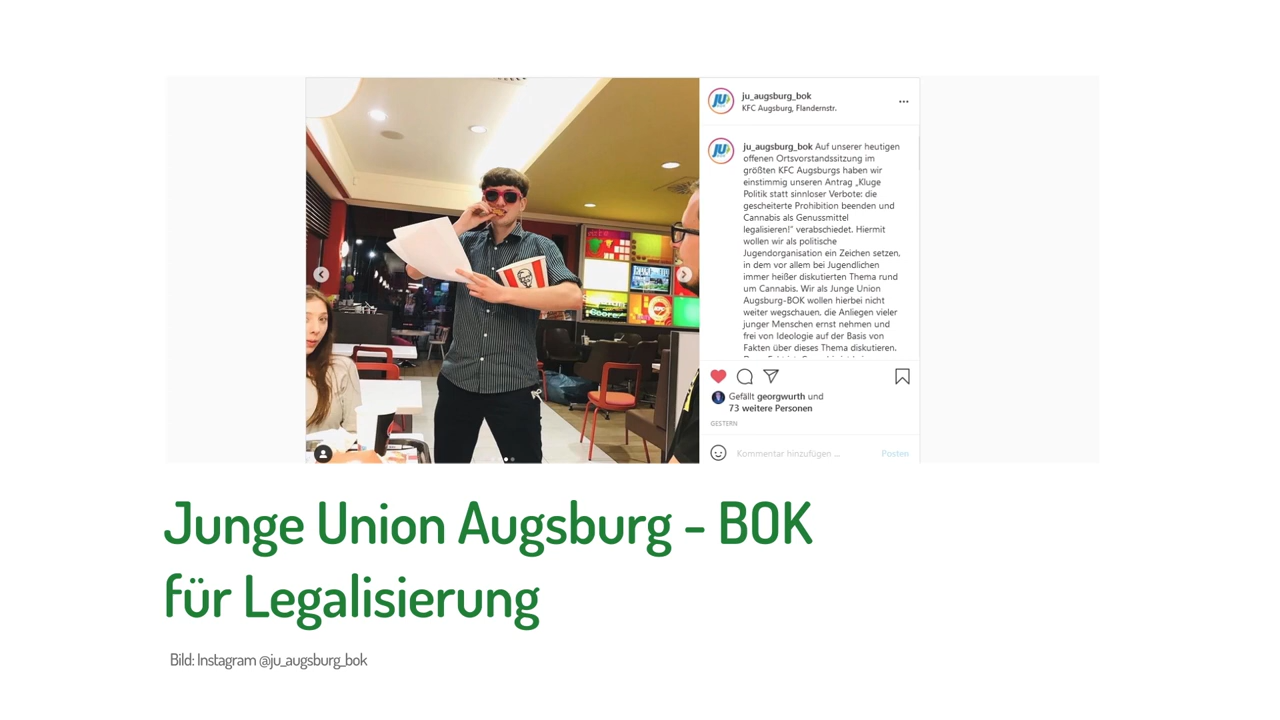 ju_augsburg_bok
KFC Augsburg, Flandernstr.
ju_augsburg_bok Auf unserer heutigen
offenen Ortsvorstandssitzung im
größten KFC Augsburgs haben wir
einstimmig unseren Antrag „Kluge
Politik statt sinnloser Verbote: die
gescheiterte Prohibition beenden und
Cannabis als Genussmittel
legalisieren!" verabschiedet. Hiermit
wollen wir als politische
Jugendorganisation ein Zeichen setzen,
in dem vor allem bei Jugendlichen
immer heißer diskutierten Thema rund
um Cannabis. Wir als Junge Union
Augsburg-BOK wollen hierbei nicht
weiter wegschauen, die Anliegen vieler
junger Menschen ernst nehmen und
frei von Ideologie auf der Basis von
Fakten über dieses Thema diskutieren.
Gefällt georgwurth und
73 weitere Personen
GESTERN
Kommentar hinzufügen ...
Posten
JU
JU
KFC
Junge Union Augsburg - BOK
für Legalisierung
Bild: Instagram @ju_augsburg_bok